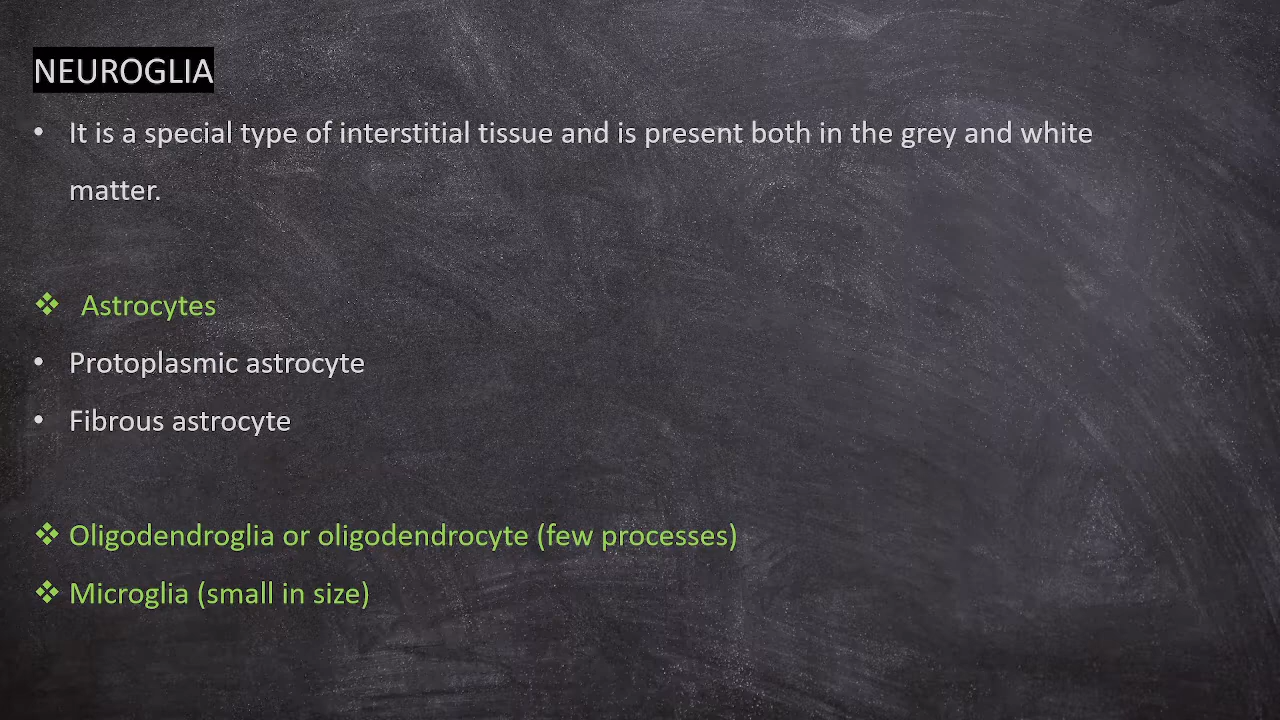 NEUROGLIA
• It is a special type of interstitial tissue and is present both in the grey and white
matter.
❖ Astrocytes
• Protoplasmic astrocyte
• Fibrous astrocyte
❖ Oligodendroglia or oligodendrocyte (few processes)
❖ Microglia (small in size)